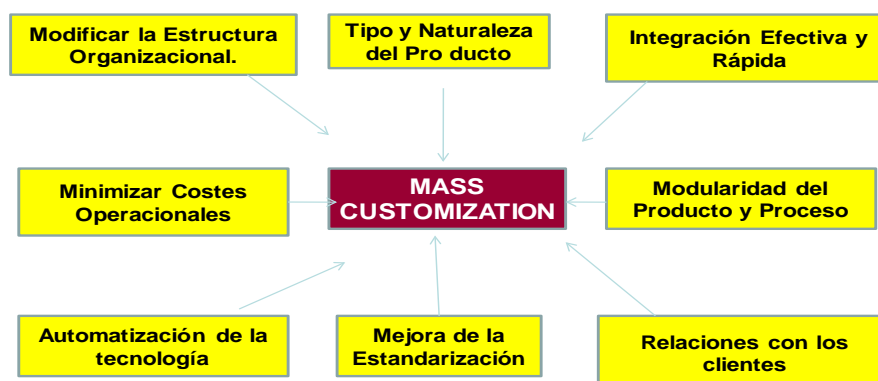 Modificar la Estructura
Organizacional.
Tipo y Naturaleza
del Pro ducto
Integración Efectiva y
Rápida
Minimizar Costes
Operacionales
MASS
CUSTOMIZATION
Modularidad del
Producto y Proceso
Automatización de la
tecnología
Mejora de la
Estandarización
Relaciones con los
clientes